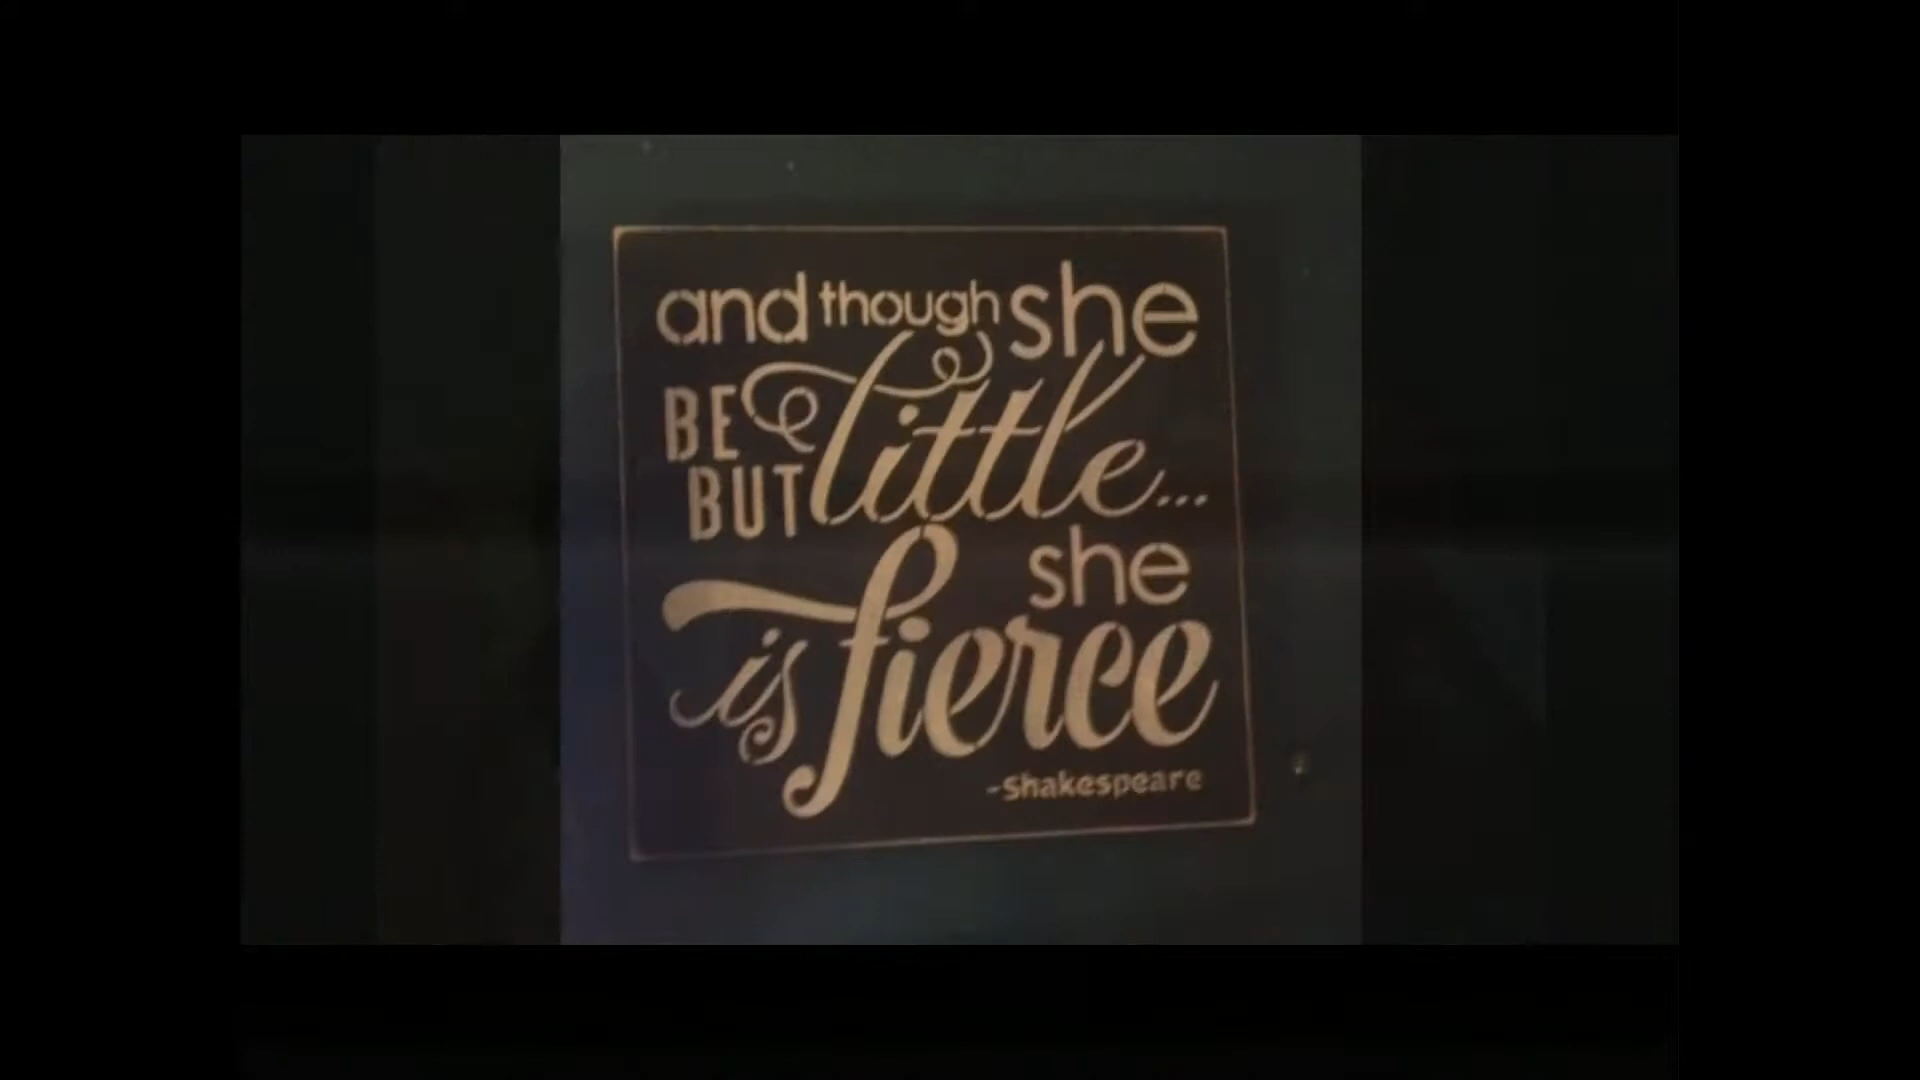 and though she
BE little...
BUT
she
is fierce
-Shakespeare